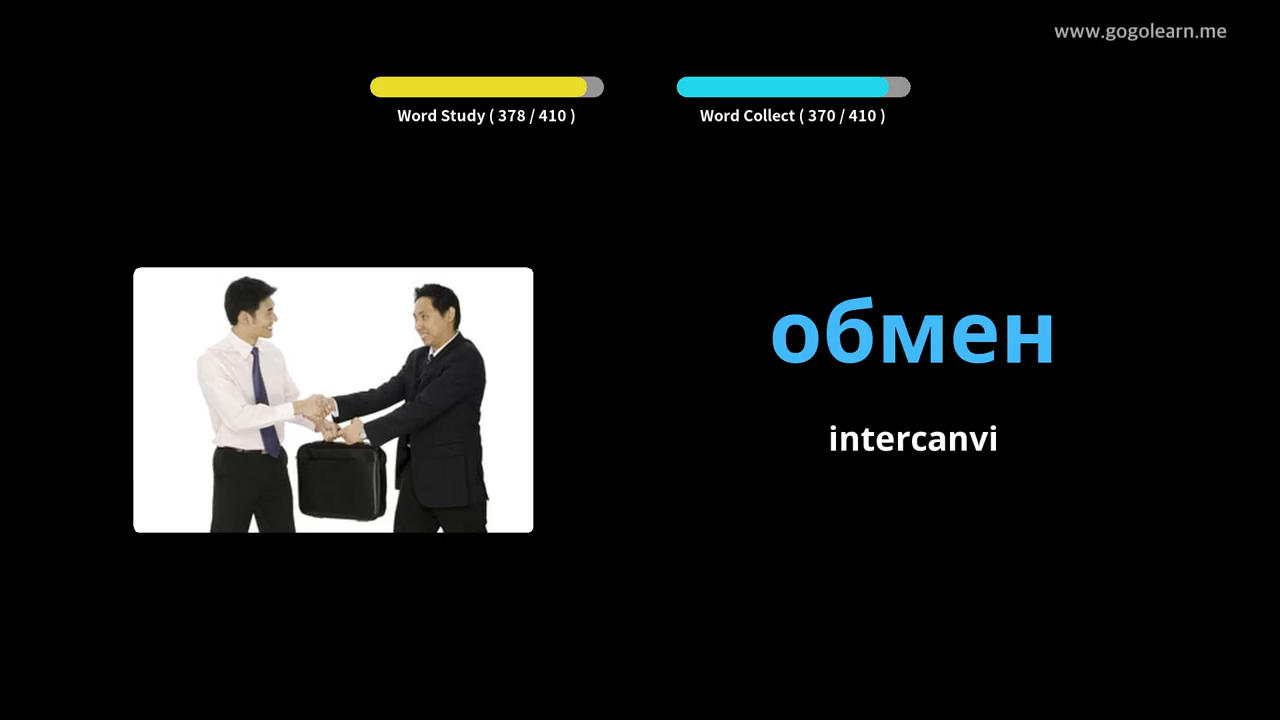 www.gogolearn.me
Word Study ( 378 / 410 )
Word Collect ( 370 / 410 )
обмен
intercanvi